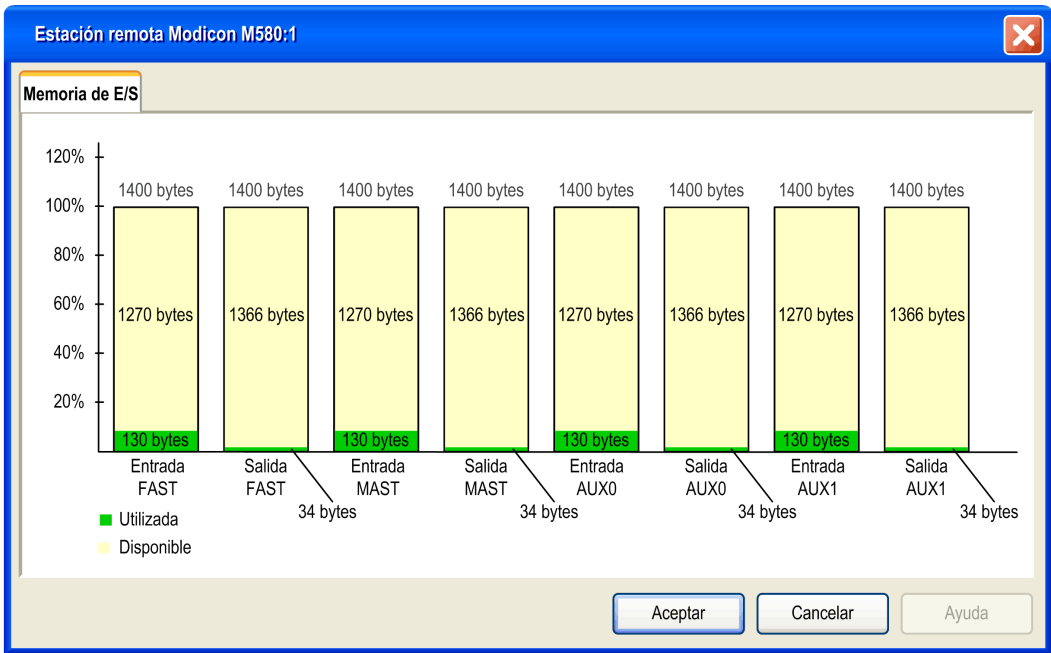 Estación remota Modicon M580:1
Memoria de E/S
120%
1400 bytes 1400 bytes 1400 bytes 1400 bytes 1400 bytes 1400 bytes 1400 bytes 1400 bytes
100%
80%
60%
1270 bytes 1366 bytes 1270 bytes 1366 bytes 1270 bytes 1366 bytes 1270 bytes 1366 bytes
40%
20%
130 bytes 130 bytes 130 bytes 130 bytes
Entrada Salida Entrada Salida Entrada Salida Entrada Salida
FAST FAST MAST MAST AUX0 AUX0 AUX1 AUX1
34 bytes 34 bytes 34 bytes 34 bytes
Utilizada
Disponible
Aceptar Cancelar Ayuda